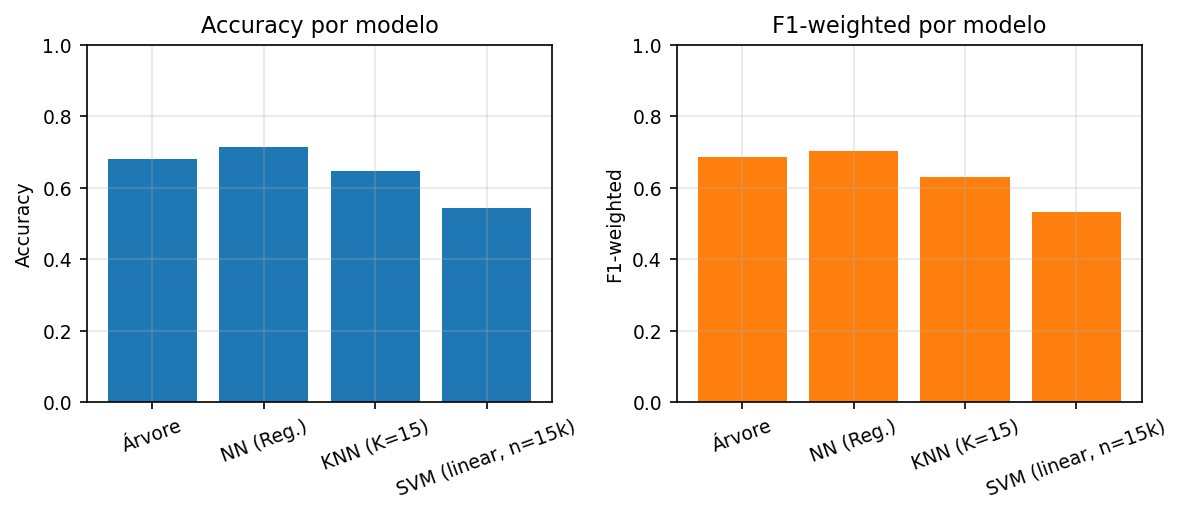 Accuracy por modelo
1.0
0.8
0.6
0.4
0.2
0.0
Accuracy
Árvore
NN (Reg.)
KNN (K=15)
SVM (linear, n=15k)
F1-weighted por modelo
1.0
0.8
0.6
0.4
0.2
0.0
F1-weighted
Árvore
NN (Reg.)
KNN (K=15)
SVM (linear, n=15k)